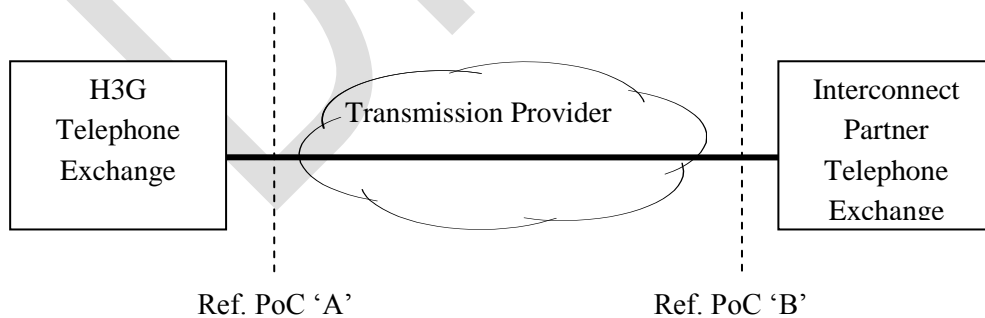 H3G
Telephone
Exchange
Transmission Provider
Interconnect
Partner
Telephone
Exchange
Ref. PoC ‘A’
Ref. PoC ‘B’